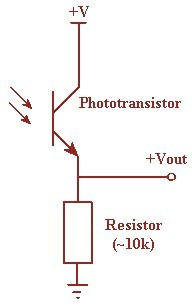 +V
Phototransistor
+Vout
Resistor
(~10k)